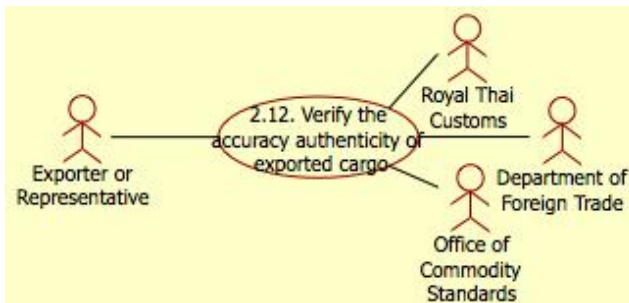 2.12. Verify the
accuracy authenticity of
exported cargo
Exporter or
Representative
Royal Thai
Customs
Department of
Foreign Trade
Office of
Commodity
Standards